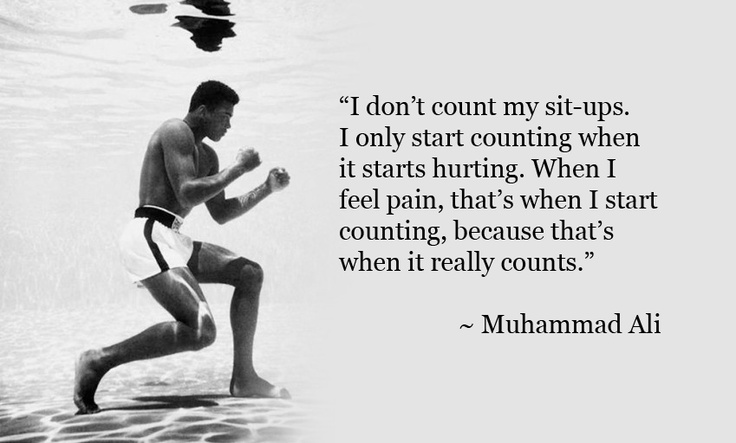 “I don’t count my sit-ups.
I only start counting when
it starts hurting. When I
feel pain, that’s when I start
counting, because that’s
when it really counts.”
~ Muhammad Ali